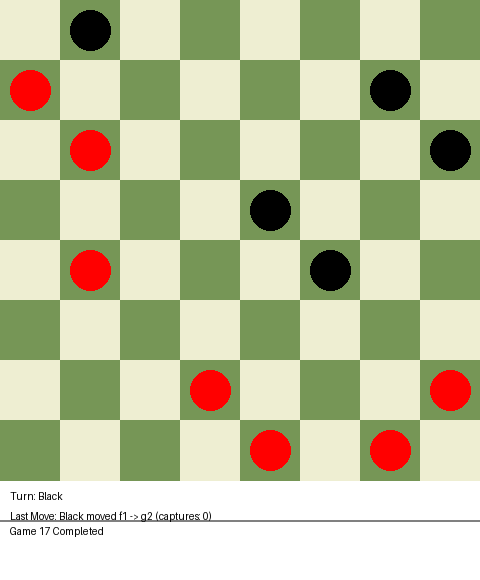 Turn: Black
Last Move: Black moved f1 -> g2 (captures: 0)
Game 17 Completed